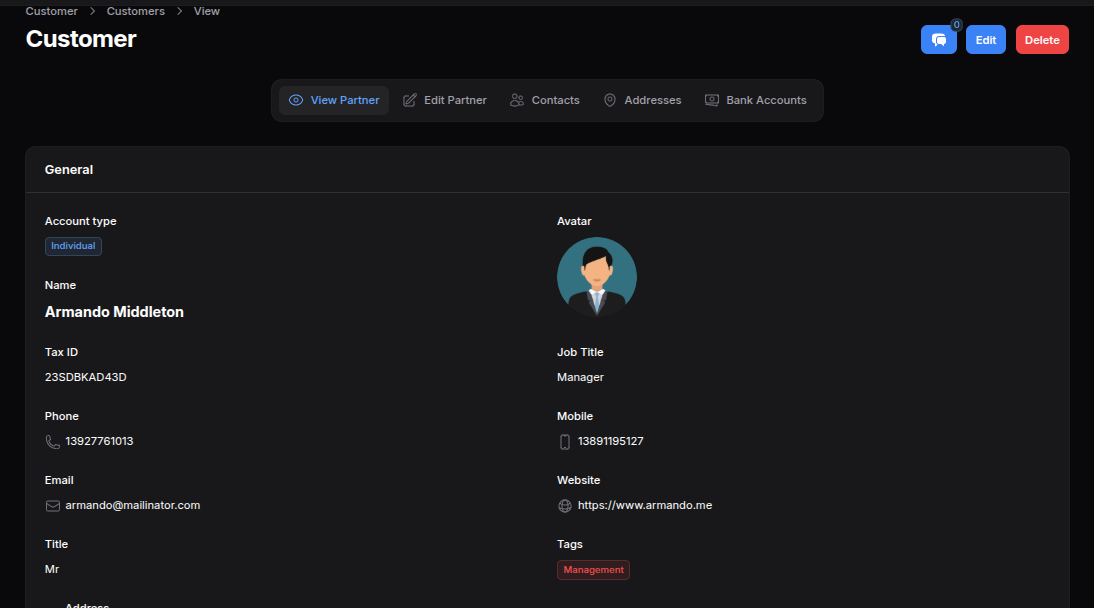 Customer > Customers > View
Customer
0
Edit
Delete
View Partner
Edit Partner
Contacts
Addresses
Bank Accounts
General
Account type
Individual
Avatar
Name
Armando Middleton
Tax ID
23SDBKAD43D
Job Title
Manager
Phone
13927761013
Mobile
13891195127
Email
armando@mailinator.com
Website
https://www.armando.me
Title
Mr
Tags
Management
Address